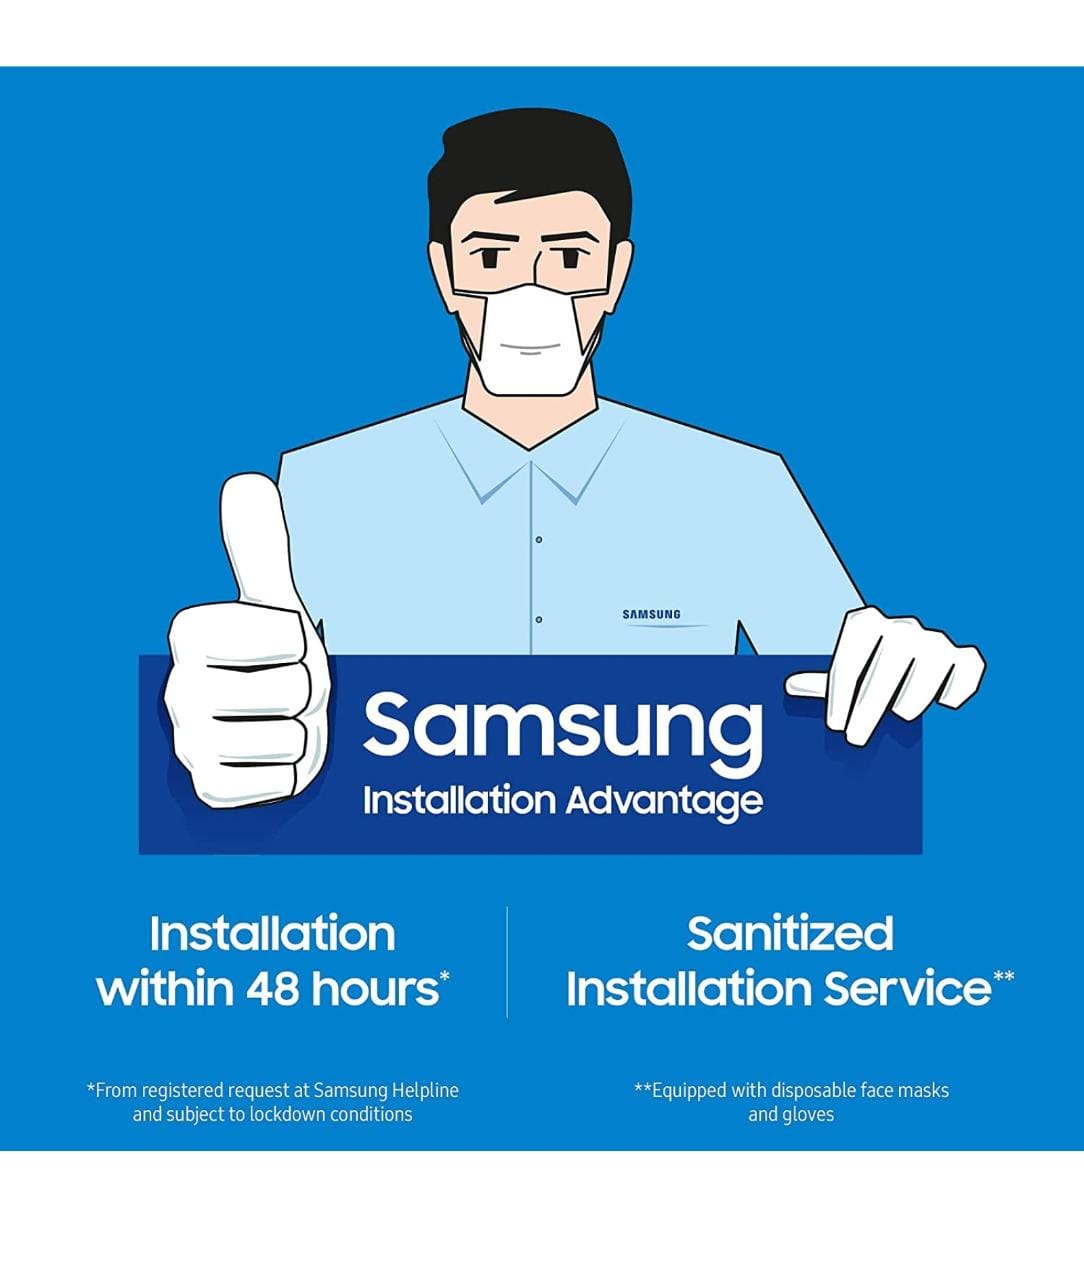 SAMSUNG
Samsung
Installation Advantage
Installation
within 48 hours*
Sanitized
Installation Service**
*From registered request at Samsung Helpline
and subject to lockdown conditions
**Equipped with disposable face masks
and gloves